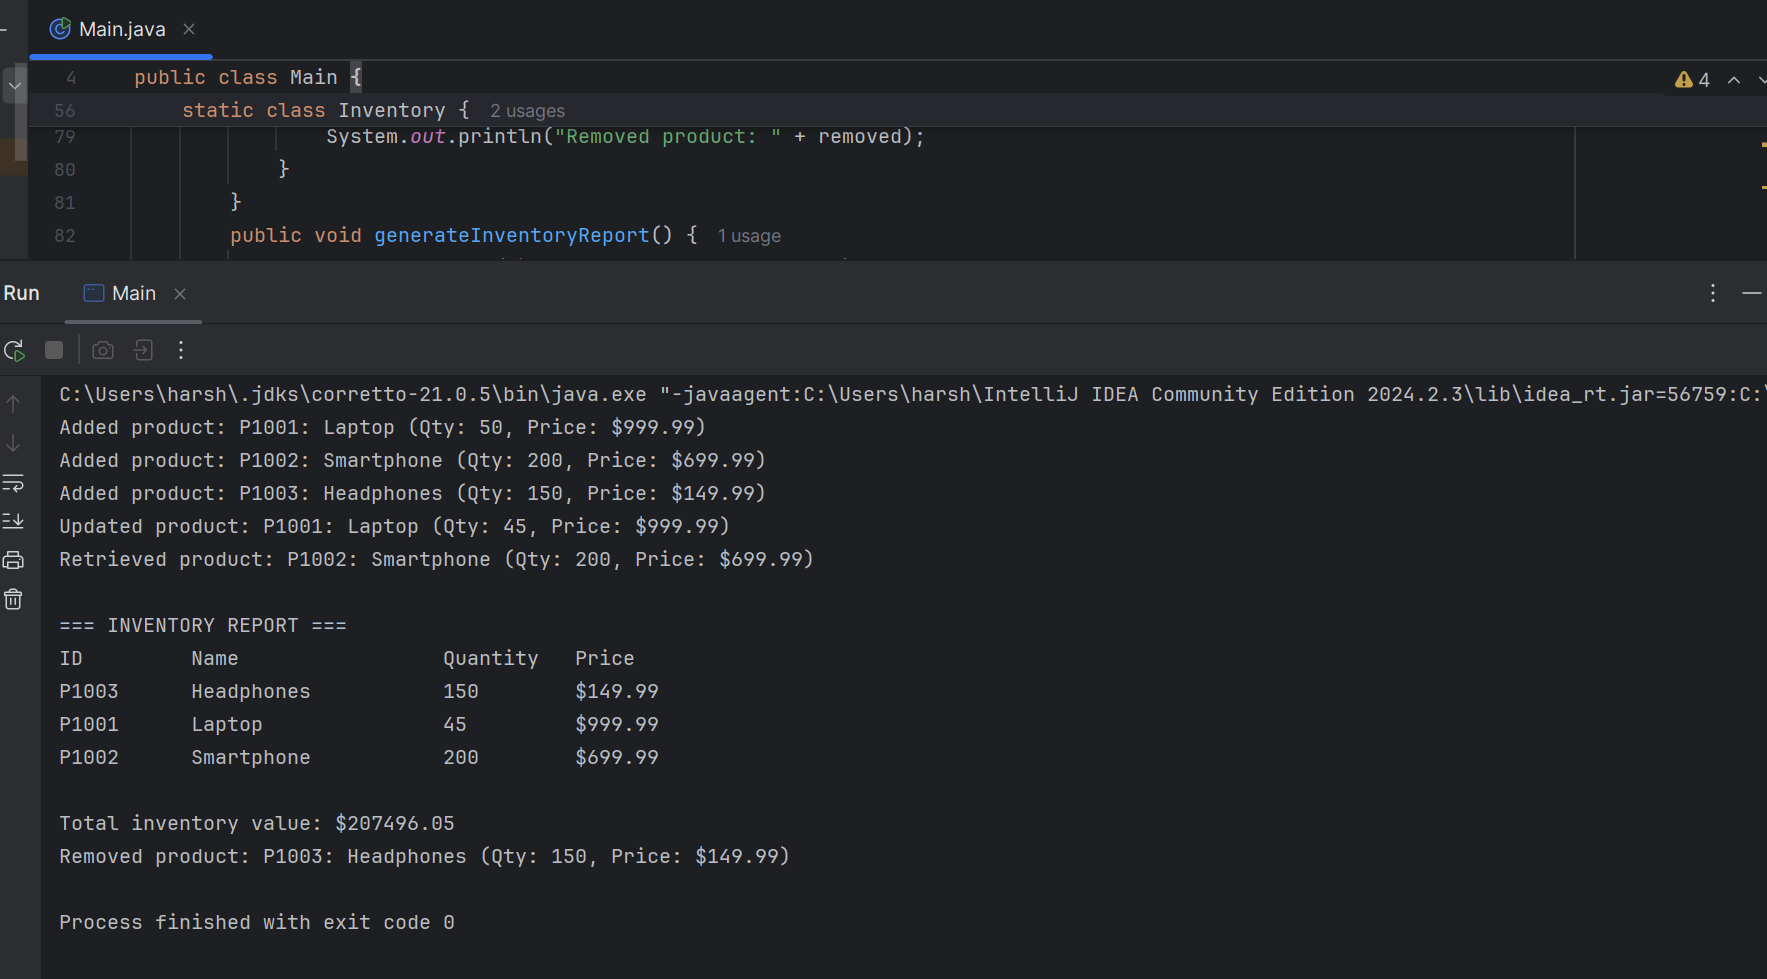 Main.java
4 public class Main {
56 static class Inventory { 2 usages
79 System.out.println("Removed product: " + removed);
80 }
81 }
82 public void generateInventoryReport() { 1 usage
4
Run Main
C:\Users\harsh\.jdks\corretto-21.0.5\bin\java.exe "-javaagent:C:\Users\harsh\IntelliJ IDEA Community Edition 2024.2.3\lib\idea_rt.jar=56759:C:\
Added product: P1001: Laptop (Qty: 50, Price: $999.99)
Added product: P1002: Smartphone (Qty: 200, Price: $699.99)
Added product: P1003: Headphones (Qty: 150, Price: $149.99)
Updated product: P1001: Laptop (Qty: 45, Price: $999.99)
Retrieved product: P1002: Smartphone (Qty: 200, Price: $699.99)
=== INVENTORY REPORT ===
ID Name Quantity Price
P1003 Headphones 150 $149.99
P1001 Laptop 45 $999.99
P1002 Smartphone 200 $699.99
Total inventory value: $207496.05
Removed product: P1003: Headphones (Qty: 150, Price: $149.99)
Process finished with exit code 0